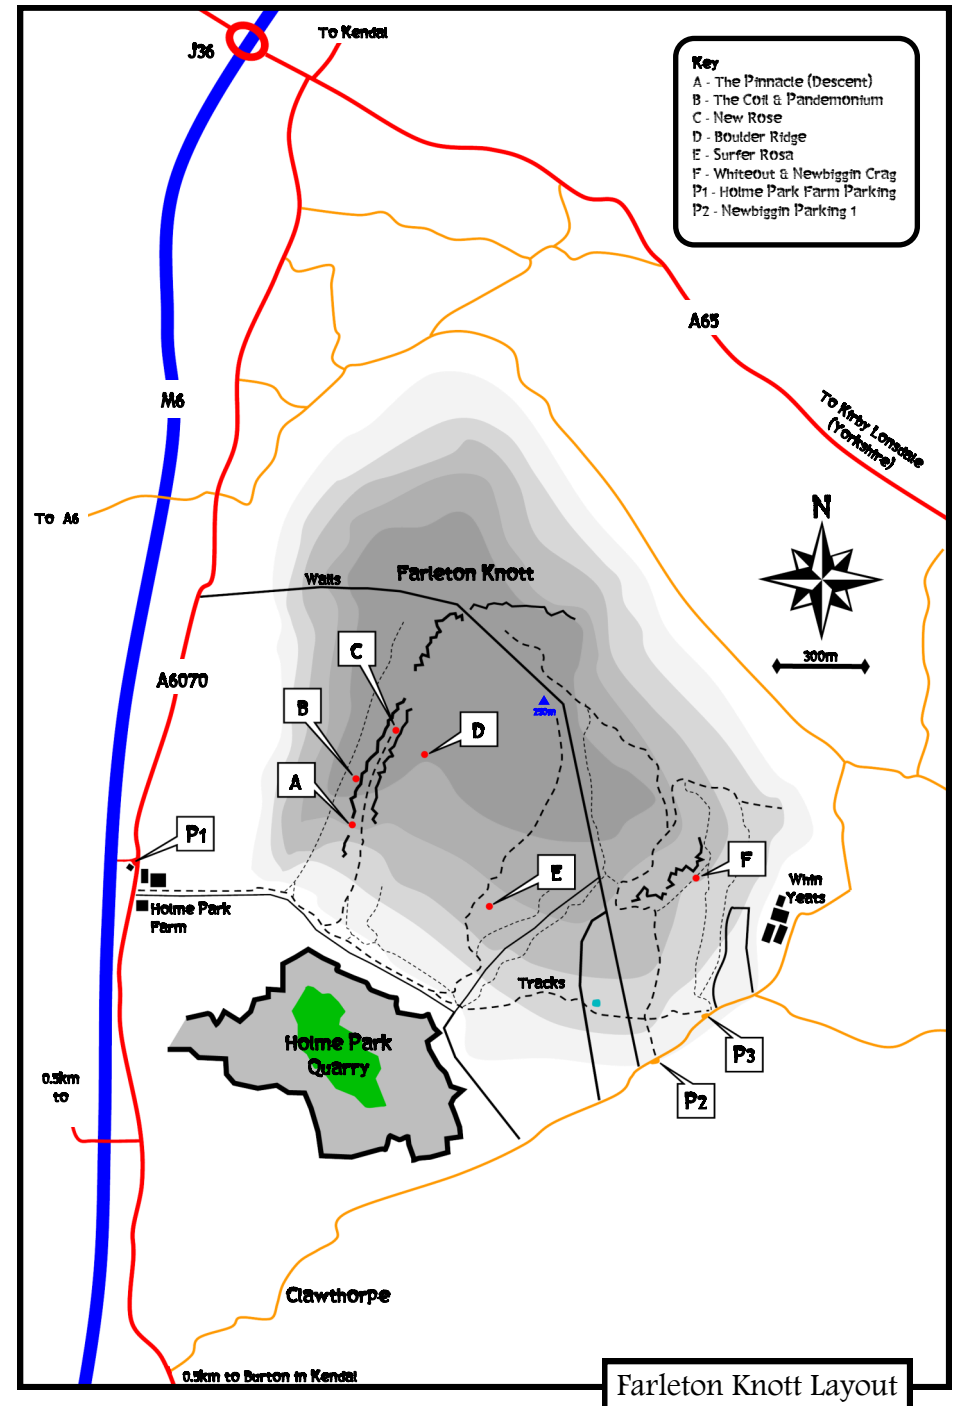 To Kendal
J36
Key
A - The Pinnacle (Descent)
B - The Coil & Pandemonium
C - New Rose
D - Boulder Ridge
E - Surfer Rosa
F - Whiteout & Newbiggin Crag
P1 - Holme Park Farm Parking
P2 - Newbiggin Parking 1
A65
M6
To Kirby Lonsdale
(Yorkshire)
To A6
N
Farleton Knott
Walls
300m
C
A6070
B
250m
D
A
P1
F
E
Whin
Yeats
Holme Park
Farm
Tracks
Holme Park
Quarry
P3
0.5km
to
P2
Clawthorpe
0.5km to Burton in Kendal
Farleton Knott Layout